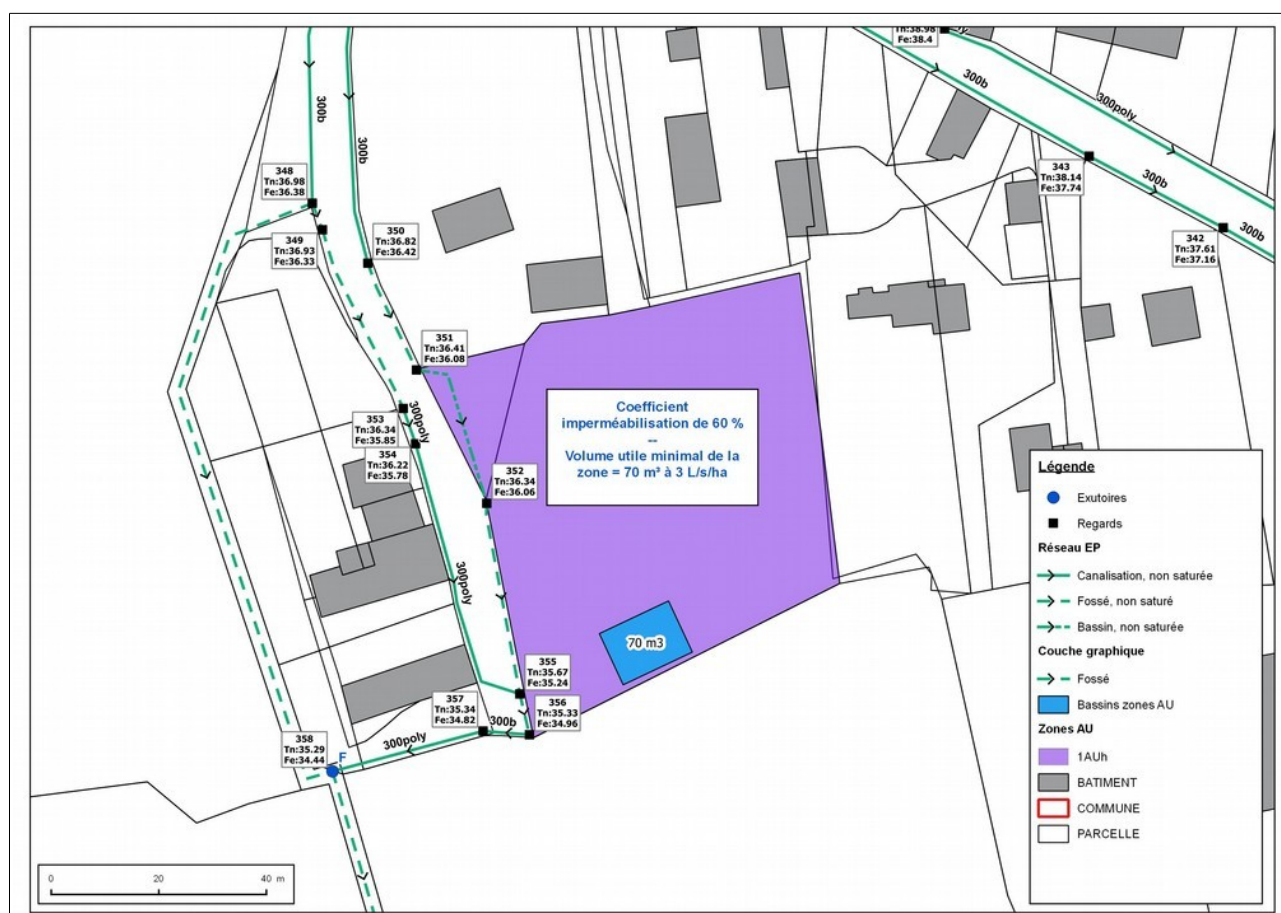 38.98
Fe:38.4
300b
300b
300b
300poly
348
Tn:36.98
Fe:36.38
349
Tn:36.93
Fe:36.33
350
Tn:36.82
Fe:36.42
343
Tn:38.14
Fe:37.74
300b
300b
342
Tn:37.61
Fe:37.16
351
Tn:36.41
Fe:36.08
353
Tn:36.34
Fe:35.85
300poly
354
Tn:36.22
Fe:35.78
352
Tn:36.34
Fe:36.06
Coefficient
imperméabilisation de 60 %
--
Volume utile minimal de la
zone = 70 m³ à 3 L/s/ha
300poly
70 m3
355
Tn:35.67
Fe:35.24
356
Tn:35.33
Fe:34.96
357
Tn:35.34
Fe:34.82
300b
300poly
358
Tn:35.29
Fe:34.44
F
Légende
Exutoires
Regards
Réseau EP
Canalisation, non saturée
Fossé, non saturé
Bassin, non saturée
Couche graphique
Fossé
Bassins zones AU
Zones AU
1AUh
BATIMENT
COMMUNE
PARCELLE
0 20 40 m